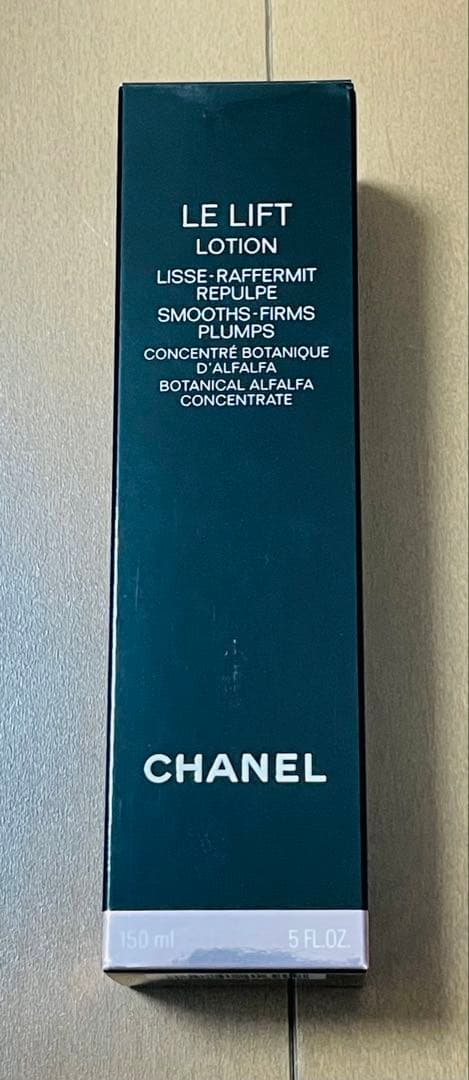 LE LIFT
LOTION
LISSE-RAFFERMIT
REPULPE
SMOOTHS-FIRMS
PLUMPS
CONCENTRÉ BOTANIQUE
D'ALFALFA
BOTANICAL ALFALFA
CONCENTRATE
CHANEL
150 ml 5 FL.OZ.